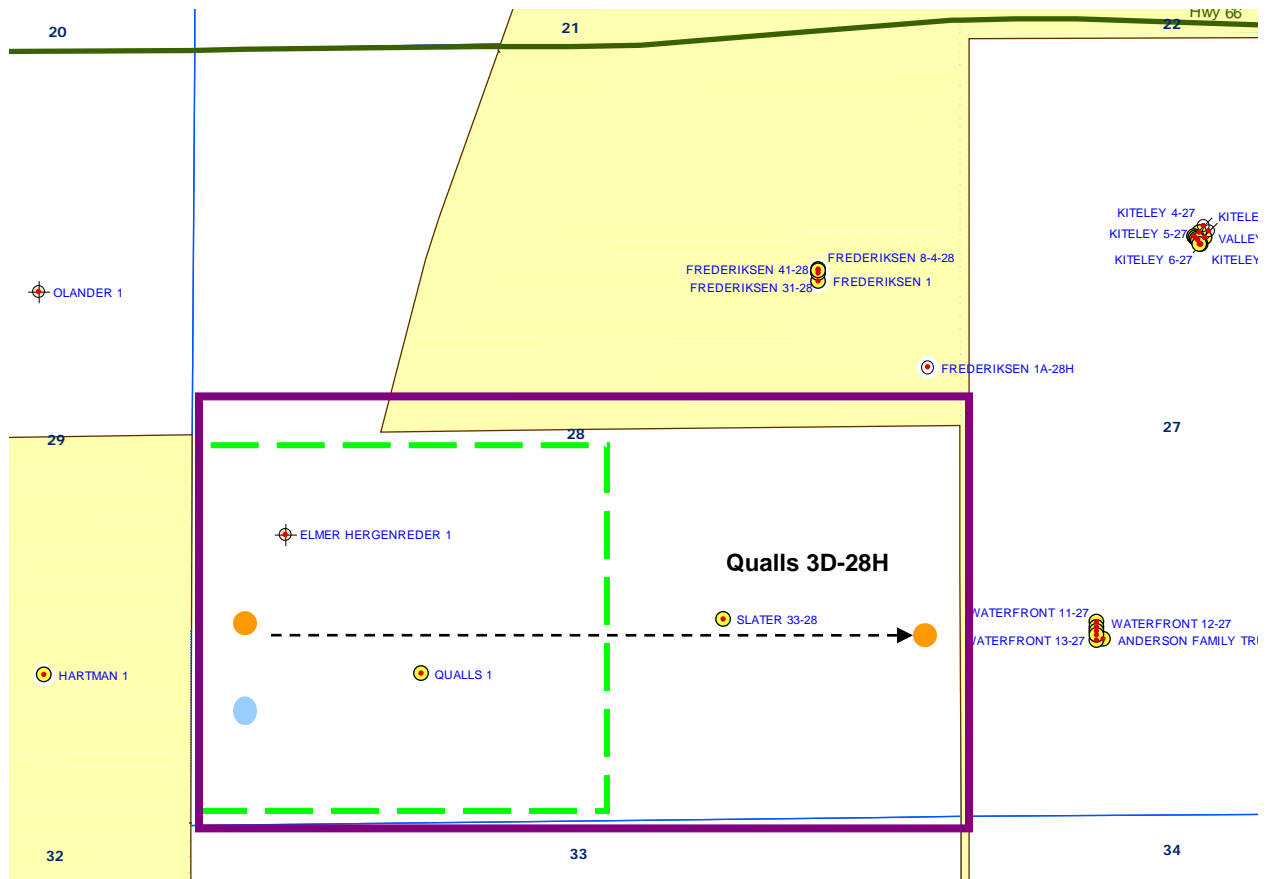 Hwy 66
20
21
22
KITELEY 4-27
KITELE
KITELEY 5-27
VALLEY
KITELEY 6-27
KITELEY
FREDERIKSEN 8-4-28
FREDERIKSEN 41-28
FREDERIKSEN 1
FREDERIKSEN 31-28
OLANDER 1
FREDERIKSEN 1A-28H
29
28
27
ELMER HERGENREDER 1
Qualls 3D-28H
SLATER 33-28
WATERFRONT 11-27
WATERFRONT 12-27
WATERFRONT 13-27
ANDERSON FAMILY TRU
HARTMAN 1
QUALLS 1
32
33
34